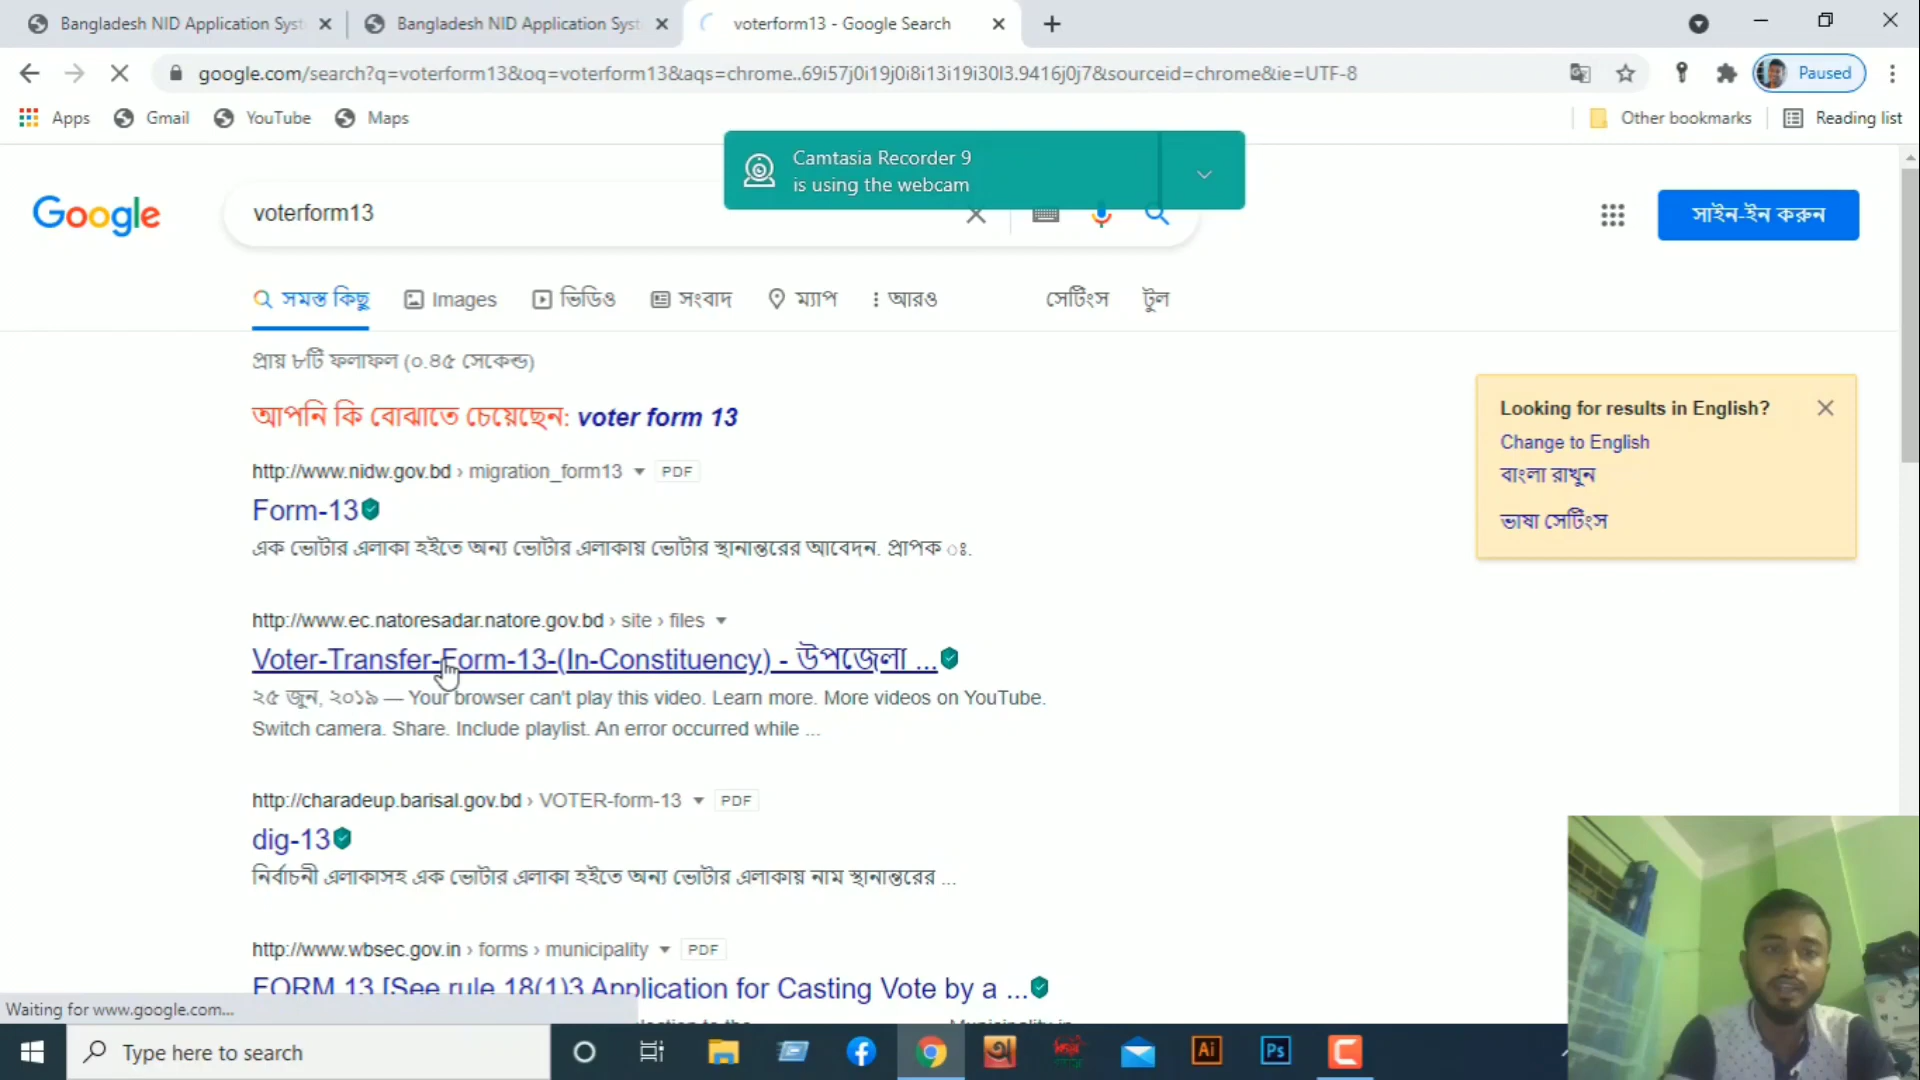 Bangladesh NID Application Syst
Bangladesh NID Application Syst
voterform13 - Google Search
google.com/search?q=voterform13&oq=voterform13&aqs=chrome..69i57j0i19j0i8i13i19i30l3.9416j0j7&sourceid=chrome&ie=UTF-8
Paused
Apps
Gmail
YouTube
Maps
Other bookmarks
Reading list
Camtasia Recorder 9
is using the webcam
Google
voterform13
সাইন-ইন করুন
সমস্ত কিছু
Images
ভিডিও
সংবাদ
ম্যাপ
আরও
সেটিংস
টুল
প্রায় ৮টি ফলাফল (০.৪৫ সেকেন্ড)
আপনি কি বোঝাতে চেয়েছেন: voter form 13
Looking for results in English?
Change to English
বাংলা রাখুন
ভাষা সেটিংস
http://www.nidw.gov.bd › migration_form13
PDF
Form-13
এক ভোটার এলাকা হইতে অন্য ভোটার এলাকায় ভোটার স্থানান্তরের আবেদন. প্রাপক ঃ.
http://www.ec.natoresadar.natore.gov.bd › site › files
Voter-Transfer-Form-13-(In-Constituency) - উপজেলা ...
২৫ জুন, ২০১৯ — Your browser can't play this video. Learn more. More videos on YouTube.
Switch camera. Share. Include playlist. An error occurred while ...
http://charadeup.barisal.gov.bd › VOTER-form-13
PDF
dig-13
নির্বাচনী এলাকাসহ এক ভোটার এলাকা হইতে অন্য ভোটার এলাকায় নাম স্থানান্তরের ...
http://www.wbsec.gov.in › forms › municipality
PDF
FORM 13 [See rule 18(1)3 Application for Casting Vote by a ...
Waiting for www.google.com...
Type here to search
Ai
Ps